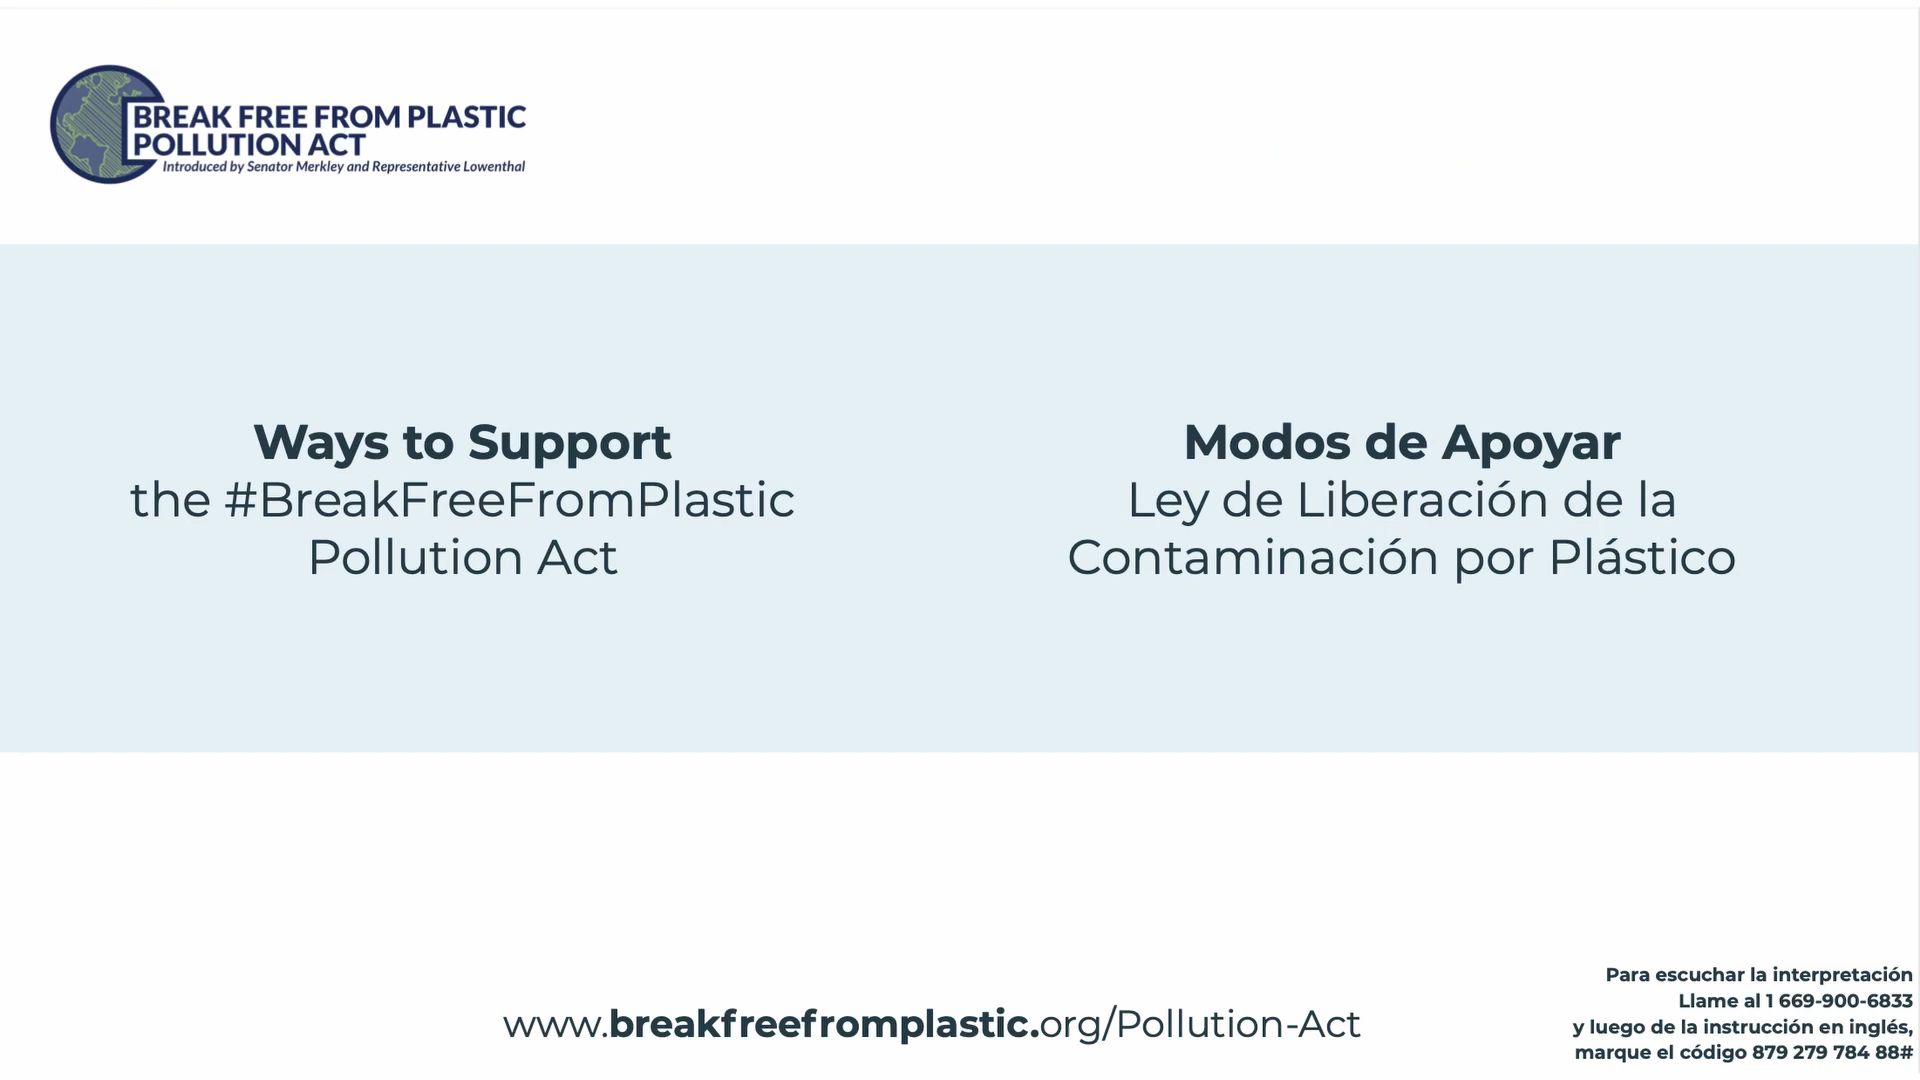 BREAK FREE FROM PLASTIC
POLLUTION ACT
Introduced by Senator Merkley and Representative Lowenthal
Ways to Support
the #BreakFreeFromPlastic
Pollution Act
Modos de Apoyar
Ley de Liberación de la
Contaminación por Plástico
www.breakfreefromplastic.org/Pollution-Act
Para escuchar la interpretación
Llame al 1 669-900-6833
y luego de la instrucción en inglés,
marque el código 879 279 784 88#